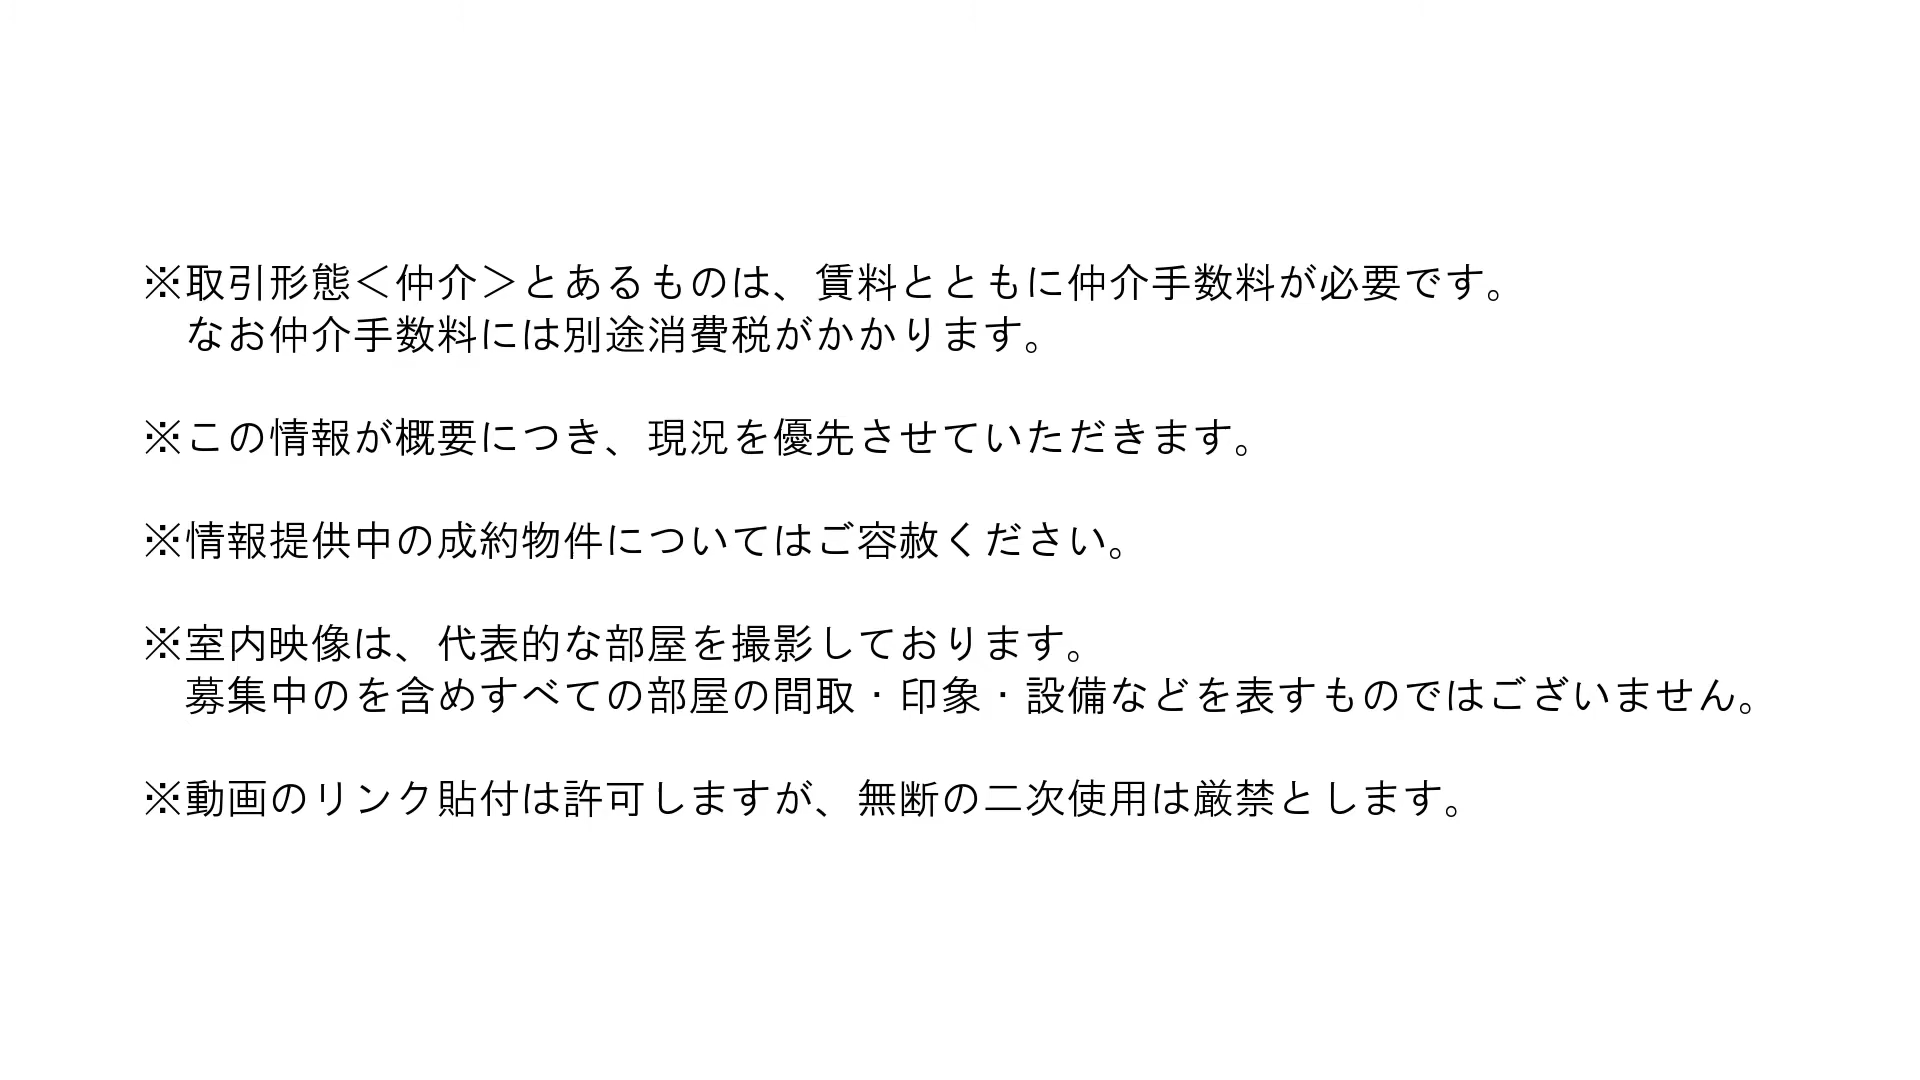 ※取引形態＜仲介＞とあるものは、賃料とともに仲介手数料が必要です。
なお仲介手数料には別途消費税がかかります。
※この情報が概要につき、現況を優先させていただきます。
※情報提供中の成約物件についてはご容赦ください。
※室内映像は、代表的な部屋を撮影しております。
募集中のを含めすべての部屋の間取・印象・設備などを表すものではございません。
※動画のリンク貼付は許可しますが、無断の二次使用は厳禁とします。